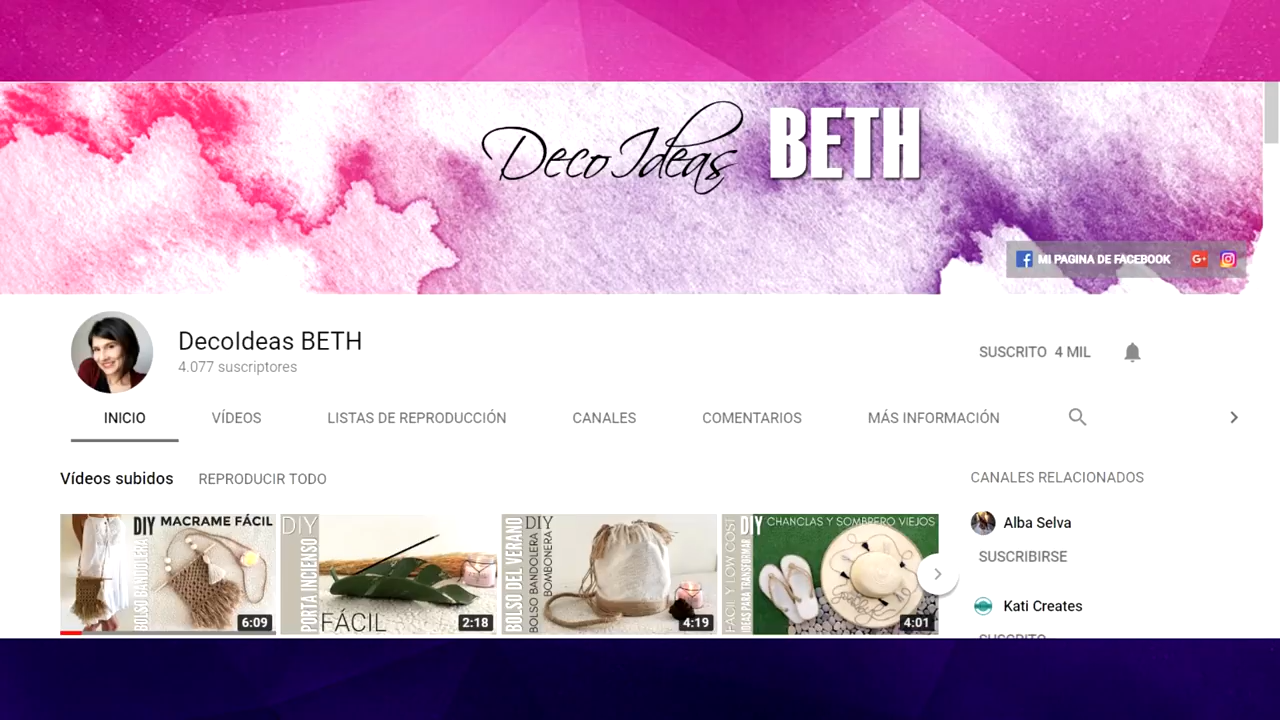 DecoIdeas BETH
MI PAGINA DE FACEBOOK
DecoIdeas BETH
4.077 suscriptores
SUSCRITO 4 MIL
INICIO
VÍDEOS
LISTAS DE REPRODUCCIÓN
CANALES
COMENTARIOS
MÁS INFORMACIÓN
Vídeos subidos
REPRODUCIR TODO
CANALES RELACIONADOS
DIY MACRAME FÁCIL
BOLSO BANDOLERA
6:09
DIY
PORTA INCIENSO
FÁCIL
2:18
DIY
BOLSO DEL VERANO
BOLSO BANDOLERA
BOMBONERA
4:19
DIY CHANCLAS Y SOMBRERO VIEJOS
FÁCIL Y LOW COST
IDEAS PARA TRANSFORMAR
4:01
Alba Selva
SUSCRIBIRSE
Kati Creates
SUSCRITO